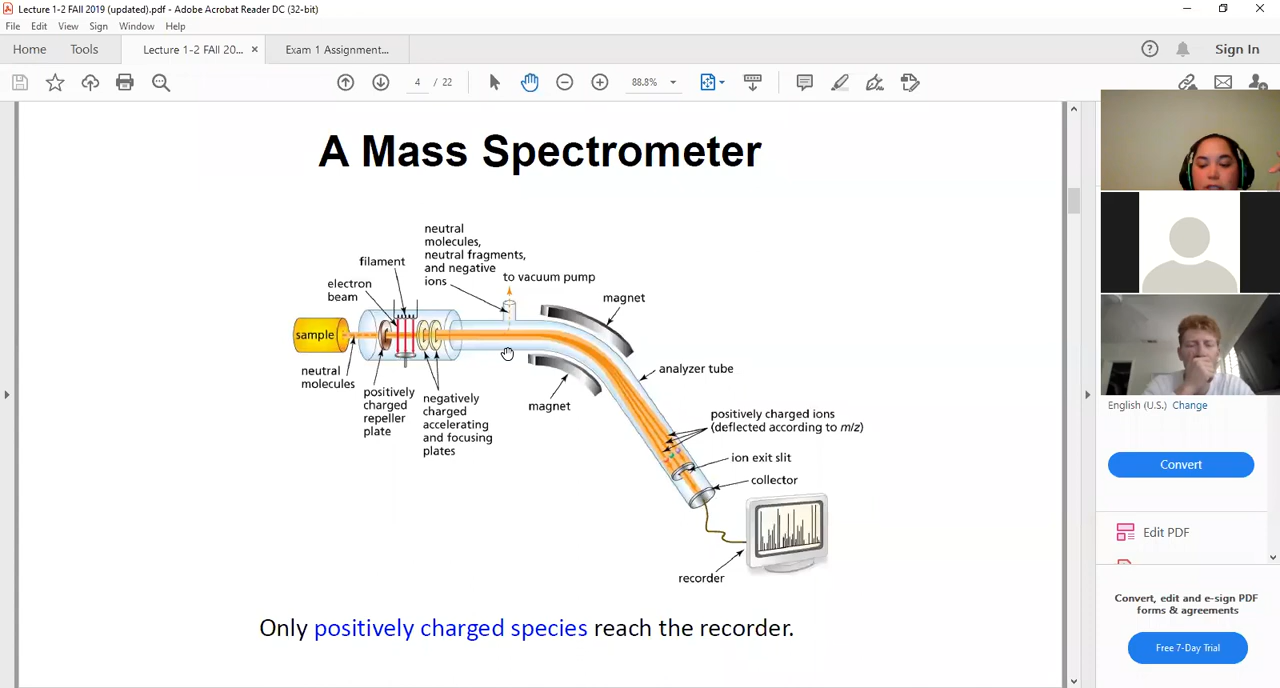 Lecture 1-2 FAll 2019 (updated).pdf - Adobe Acrobat Reader DC (32-bit)
File Edit View Sign Window Help
Home Tools Lecture 1-2 FAll 20... × Exam 1 Assignment... Sign In
4 / 22 88.8%
A Mass Spectrometer
neutral
molecules,
neutral fragments,
and negative
ions
filament
to vacuum pump
electron
beam
magnet
sample
neutral
molecules
positively
charged
repeller
plate
negatively
charged
accelerating
and focusing
plates
magnet
analyzer tube
positively charged ions
(deflected according to m/z)
ion exit slit
collector
recorder
Only positively charged species reach the recorder.
English (U.S.) Change
Convert
Edit PDF
Convert, edit and e-sign PDF
forms & agreements
Free 7-Day Trial